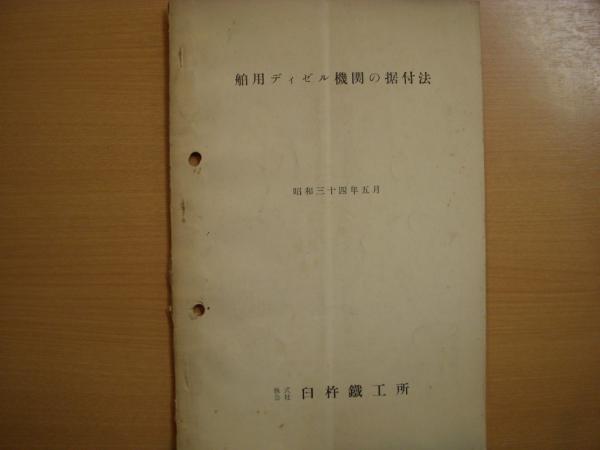 舶用ディゼル機関の据付法
昭和三十四年五月
株式会社 臼杵鐵工所